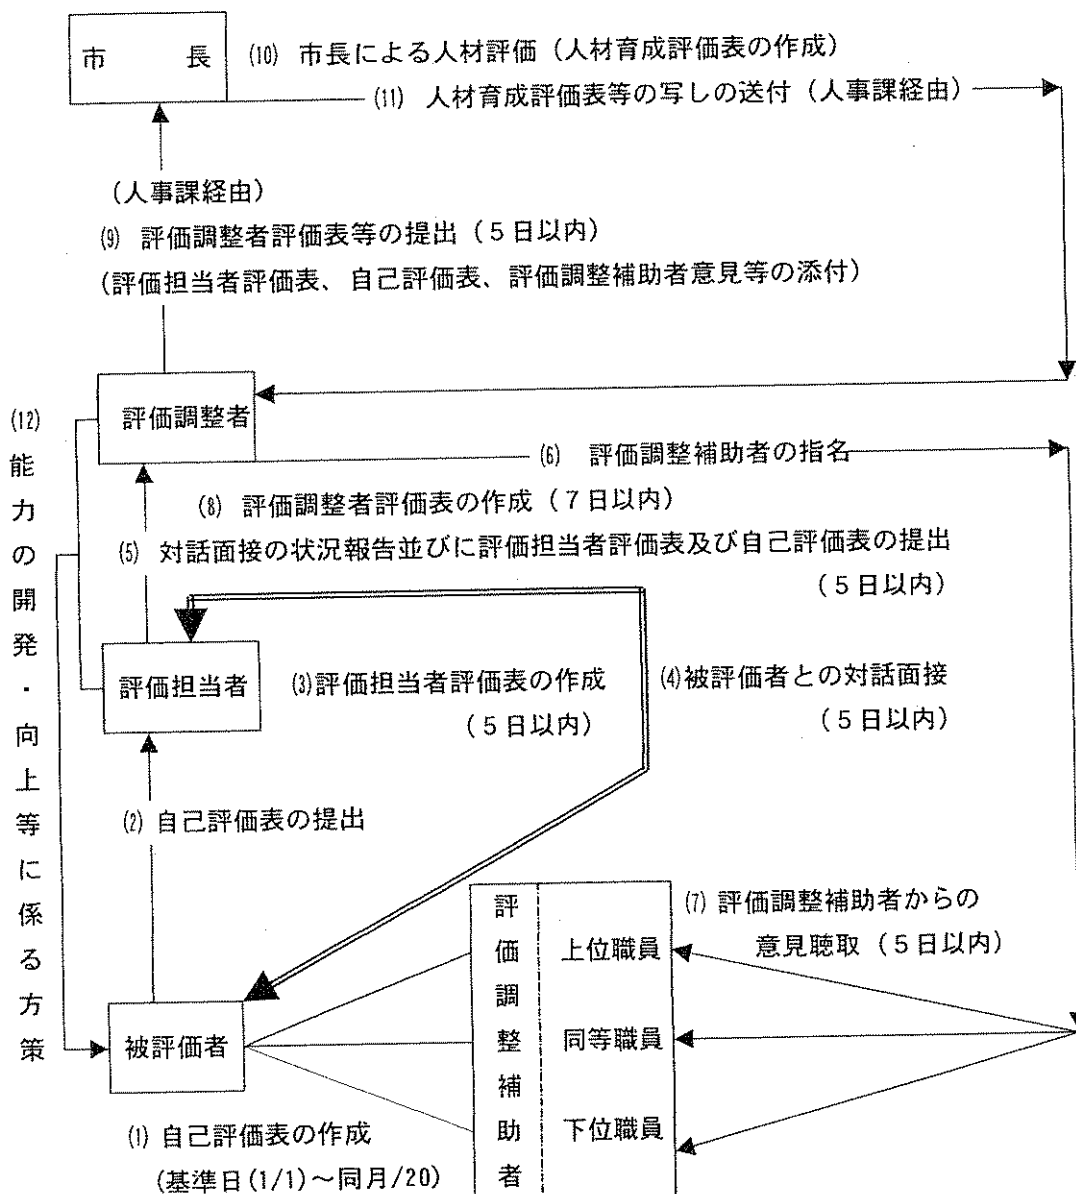 市　　長
(10) 市長による人材評価（人材育成評価表の作成）
(11) 人材育成評価表等の写しの送付（人事課経由）
（人事課経由）
(9) 評価調整者評価表等の提出（５日以内）
（評価担当者評価表、自己評価表、評価調整補助者意見等の添付）
評価調整者
(6) 評価調整補助者の指名
(8) 評価調整者評価表の作成（７日以内）
(5) 対話面接の状況報告並びに評価担当者評価表及び自己評価表の提出
（５日以内）
(12)
能力の開発・向上等に係る方策
評価担当者
(3)評価担当者評価表の作成
（５日以内）
(4)被評価者との対話面接
（５日以内）
(2) 自己評価表の提出
評価調整補助者
上位職員
同等職員
下位職員
(7) 評価調整補助者からの
意見聴取（５日以内）
被評価者
(1) 自己評価表の作成
(基準日(1/1)～同月/20)